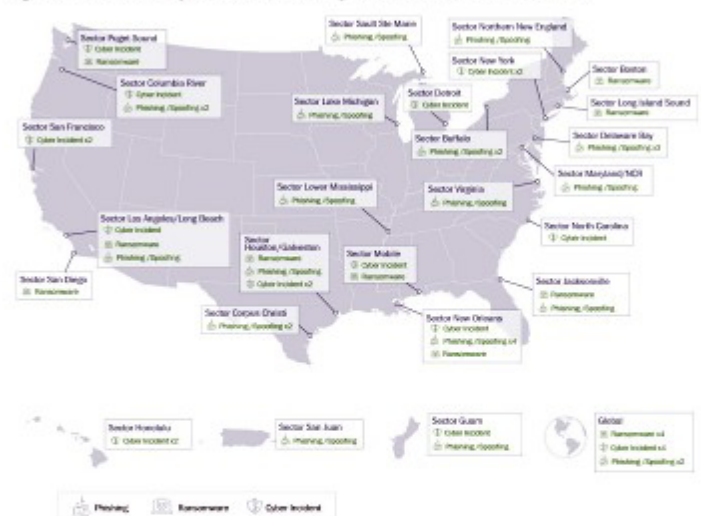 Sector Puget Sound
Cyber Incident
Ransomware
Sector Columbia River
Cyber Incident
Phishing /Spoofing x2
Sector San Francisco
Cyber Incident x2
Sector Los Angeles/Long Beach
Cyber Incident
Ransomware
Phishing /Spoofing
Sector San Diego
Ransomware
Sector Sault Ste Marie
Phishing /Spoofing
Sector Lake Michigan
Phishing /Spoofing
Sector Detroit
Cyber Incident
Sector Northern New England
Phishing /Spoofing
Sector New York
Cyber Incident x2
Sector Boston
Ransomware
Sector Long Island Sound
Ransomware
Sector Buffalo
Phishing /Spoofing x2
Sector Delaware Bay
Phishing /Spoofing
Sector Maryland/NCR
Phishing /Spoofing
Sector Virginia
Phishing /Spoofing
Sector Lower Mississippi
Phishing /Spoofing
Sector North Carolina
Cyber Incident
Sector
Houston/Galveston
Ransomware
Phishing /Spoofing
Cyber Incident x2
Sector Mobile
Cyber Incident
Ransomware
Sector Jacksonville
Ransomware
Phishing /Spoofing
Sector Corpus Christi
Phishing /Spoofing x2
Sector New Orleans
Cyber Incident
Phishing /Spoofing x4
Ransomware
Sector Honolulu
Cyber Incident x2
Sector San Juan
Phishing /Spoofing
Sector Guam
Cyber Incident
Phishing /Spoofing
Global
Ransomware
Cyber Incident
Phishing /Spoofing x2
Phishing
Ransomware
Cyber Incident